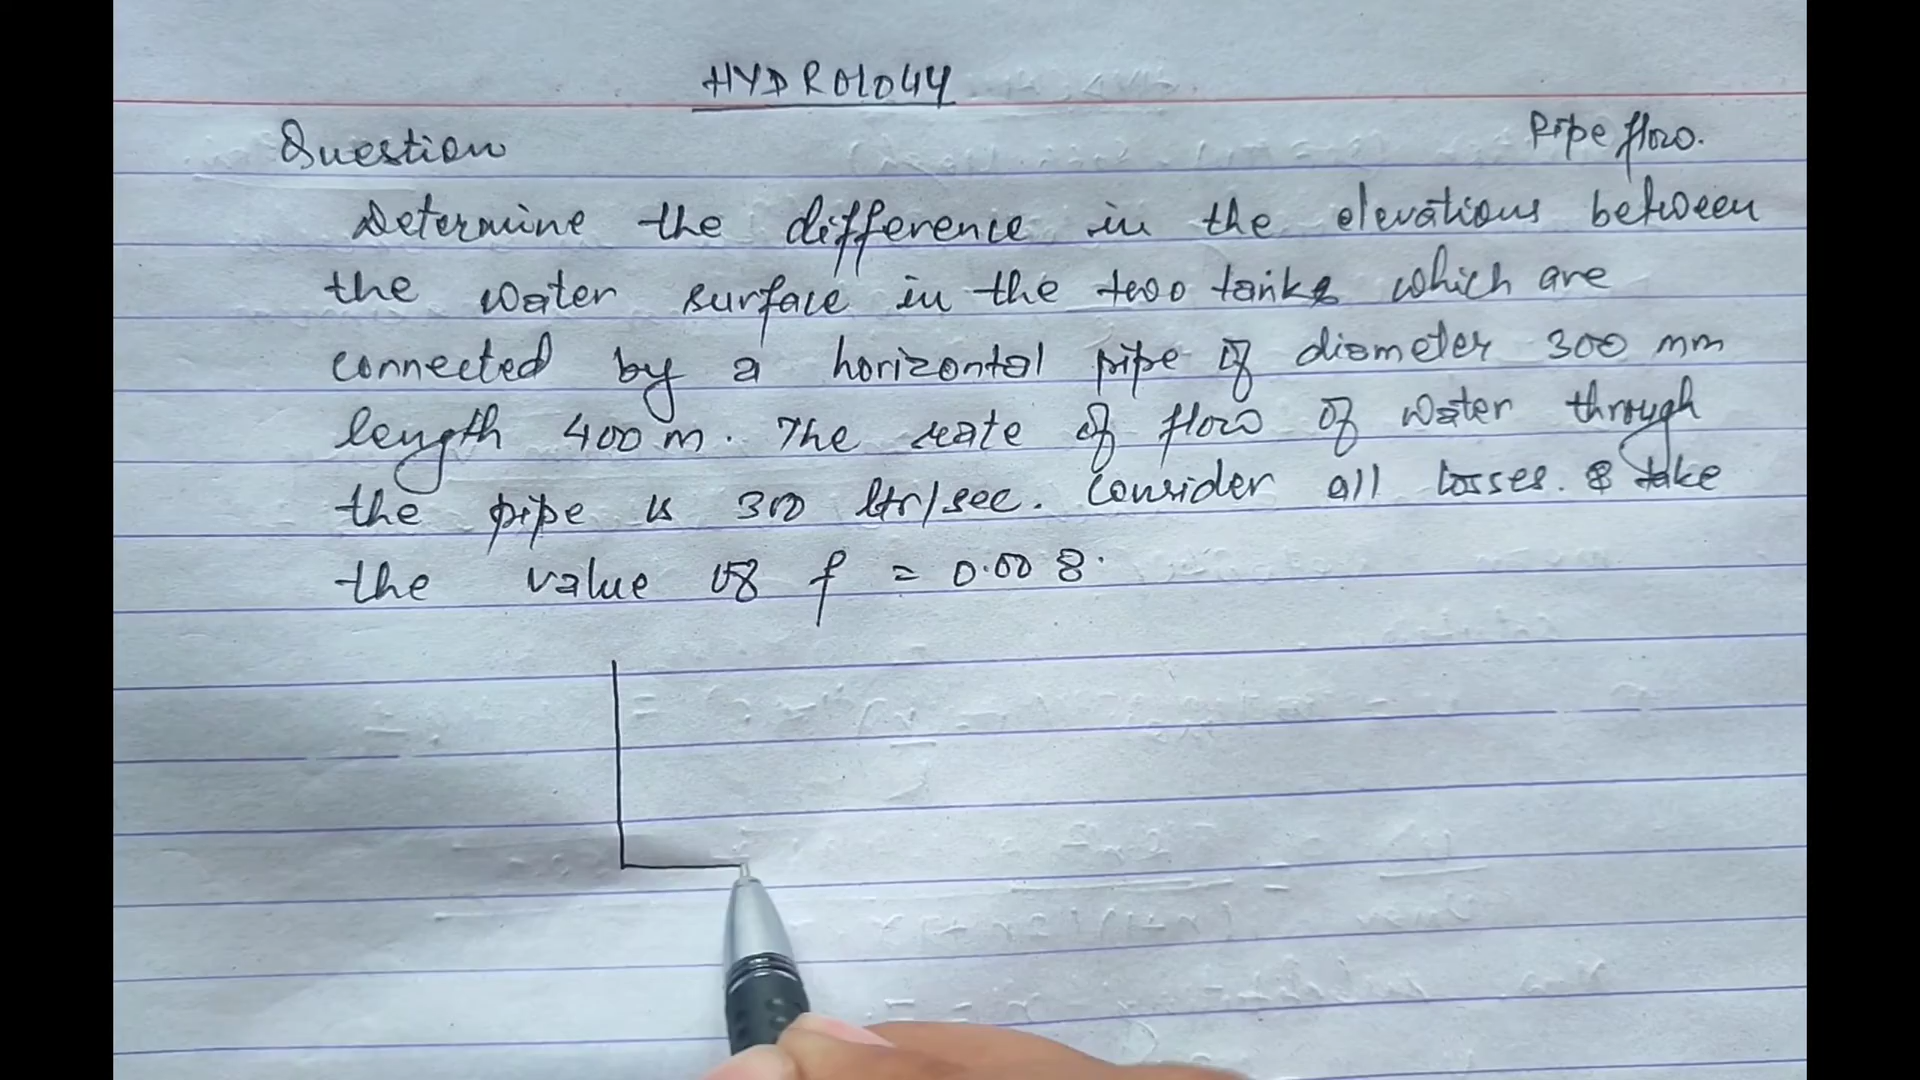 HYDROLOGY
Question
Pipe flow.
Determine the difference in the elevations between
the water surface in the two tanks which are
connected by a horizontal pipe of diameter 300 mm
length 400 m. The rate of flow of water through
the pipe is 300 ltr/sec. Consider all losses. & take
the value of f = 0.008.